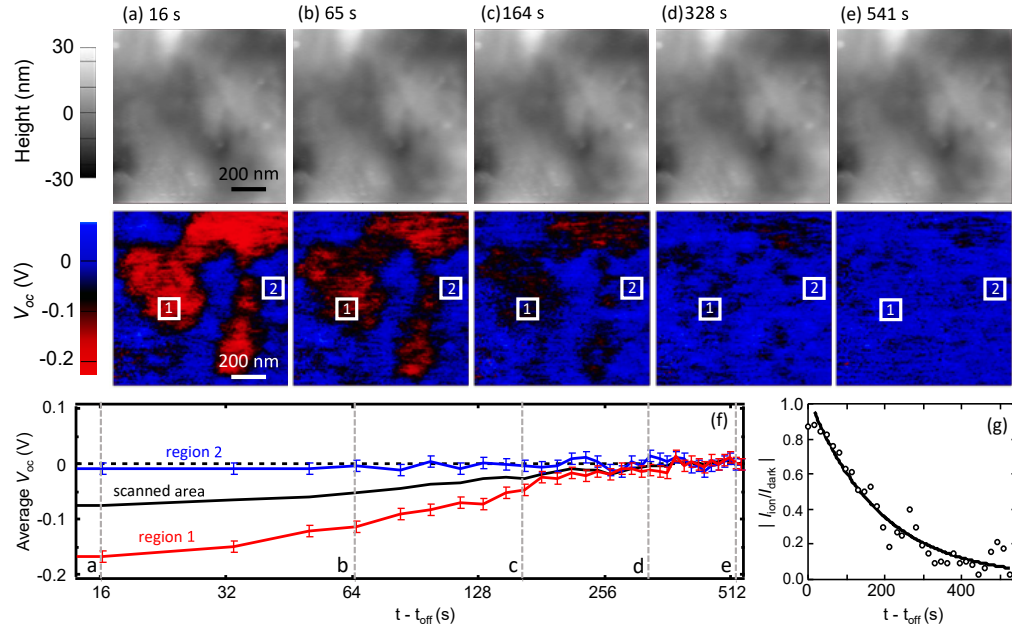 (a) 16 s
(b) 65 s
(c) 164 s
(d) 328 s
(e) 541 s
Height (nm)
30
0
-30
200 nm
V_oc (V)
0
-0.1
-0.2
1
2
1
2
1
2
1
2
1
2
200 nm
Average V_oc (V)
0.1
0
-0.1
-0.2
(f)
region 2
scanned area
region 1
a
b
c
d
e
16
32
64
128
256
512
t - t_off (s)
| I_ion/I_dark |
1.0
0.8
0.6
0.4
0.2
0.0
(g)
0
200
400
t - t_off (s)